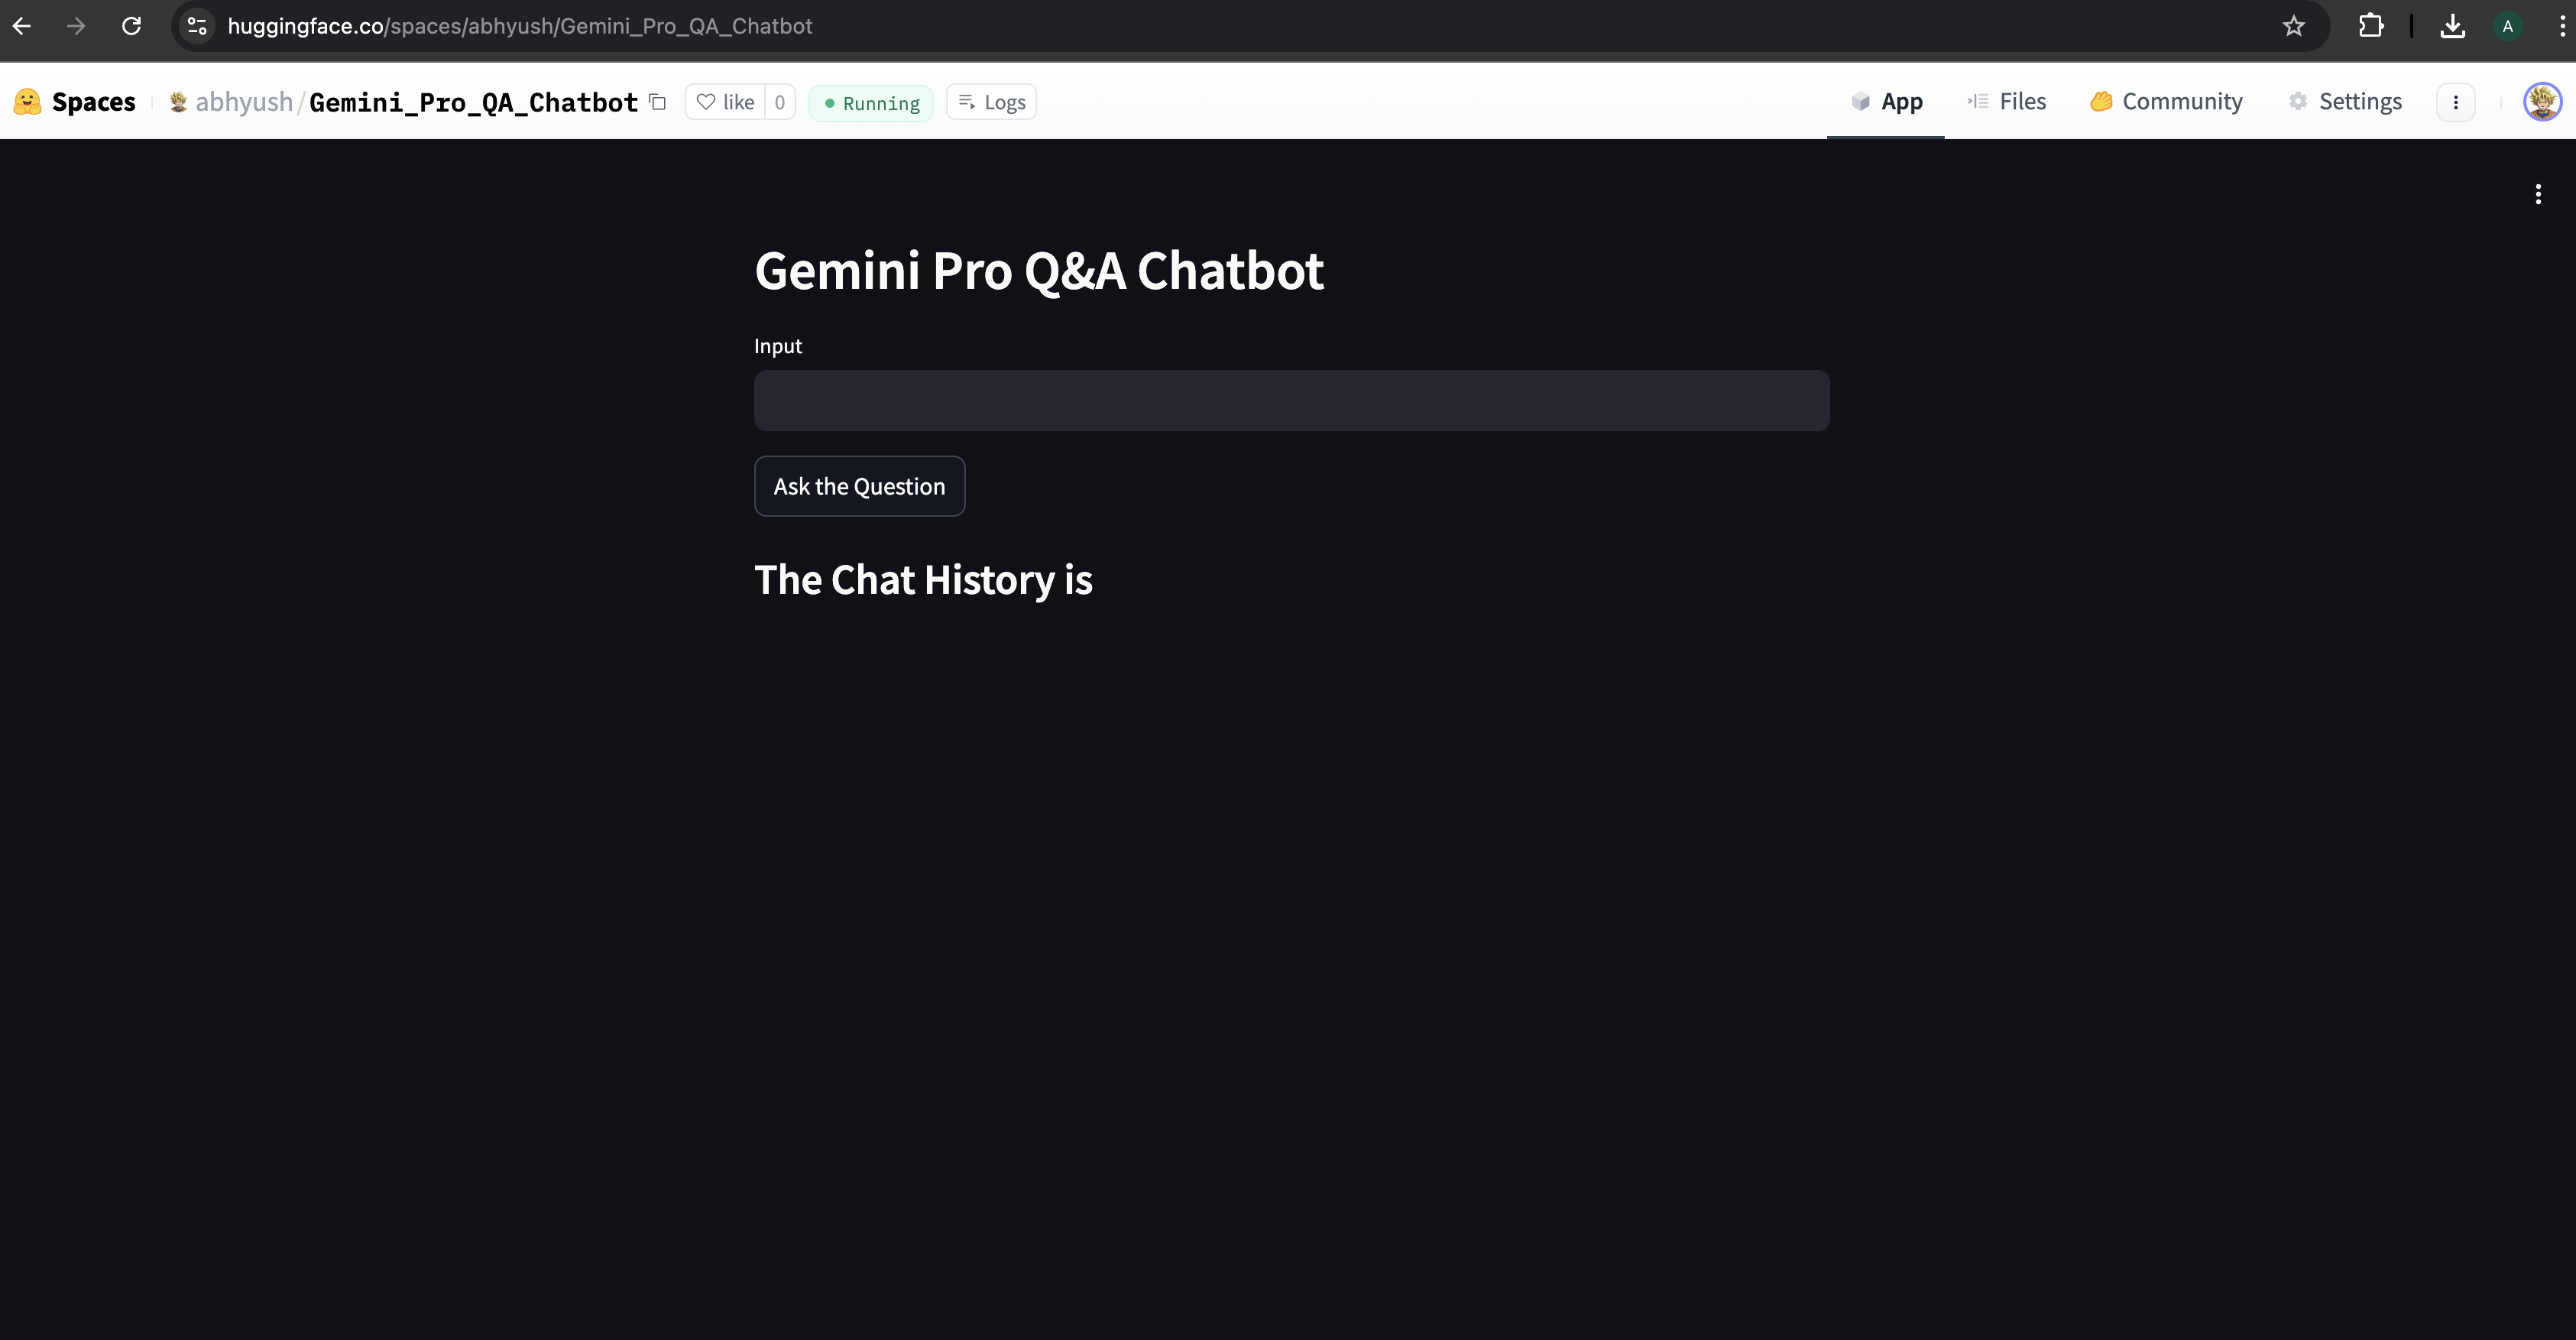 huggingface.co/spaces/abhyush/Gemini_Pro_QA_Chatbot
A
Spaces abhyush/Gemini_Pro_QA_Chatbot like 0 Running Logs App Files Community Settings
Gemini Pro Q&A Chatbot
Input
Ask the Question
The Chat History is